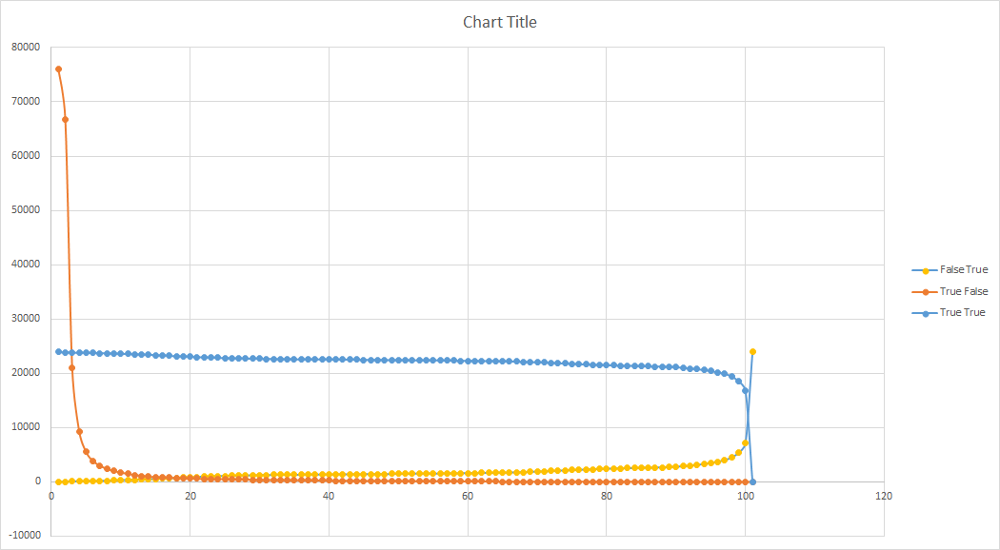 Chart Title
80000
70000
60000
50000
40000
30000
20000
10000
0
-10000
0 20 40 60 80 100 120
False True
True False
True True